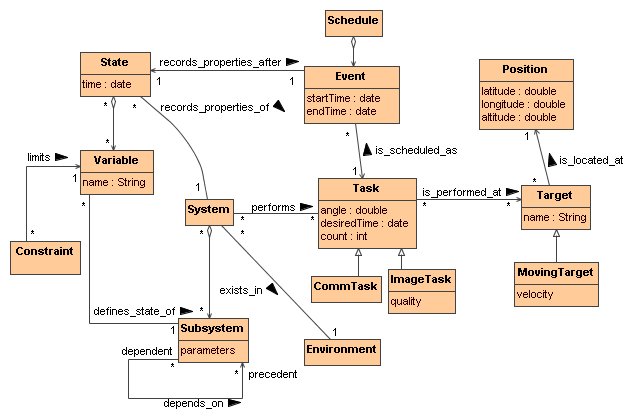 Schedule
State
time : date
records_properties_after
1
1
Event
startTime : date
endTime : date
Position
latitude : double
longitude : double
altitude : double
*
*
*
records_properties_of
*
is_scheduled_as
1
1
is_located_at
*
limits
1
Variable
name : String
*
Constraint
1
System
*
performs
*
*
Task
angle : double
desiredTime : date
count : int
is_performed_at
*
*
Target
name : String
CommTask
ImageTask
quality
MovingTarget
velocity
exists_in
*
defines_state_of
*
1
Subsystem
parameters
1
Environment
dependent
*
*
precedent
depends_on